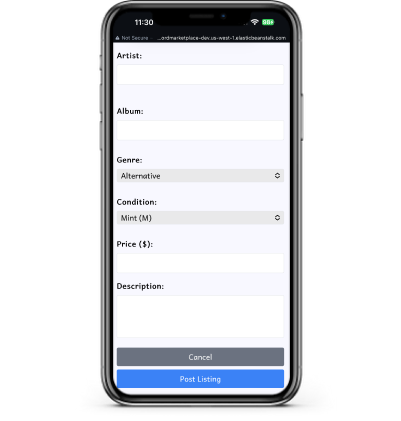 11:30
Not Secure ...ordmarketplace-dev.us-west-1.elasticbeanstalk.com
Artist:
Album:
Genre:
Alternative
Condition:
Mint (M)
Price ($):
Description:
Cancel
Post Listing